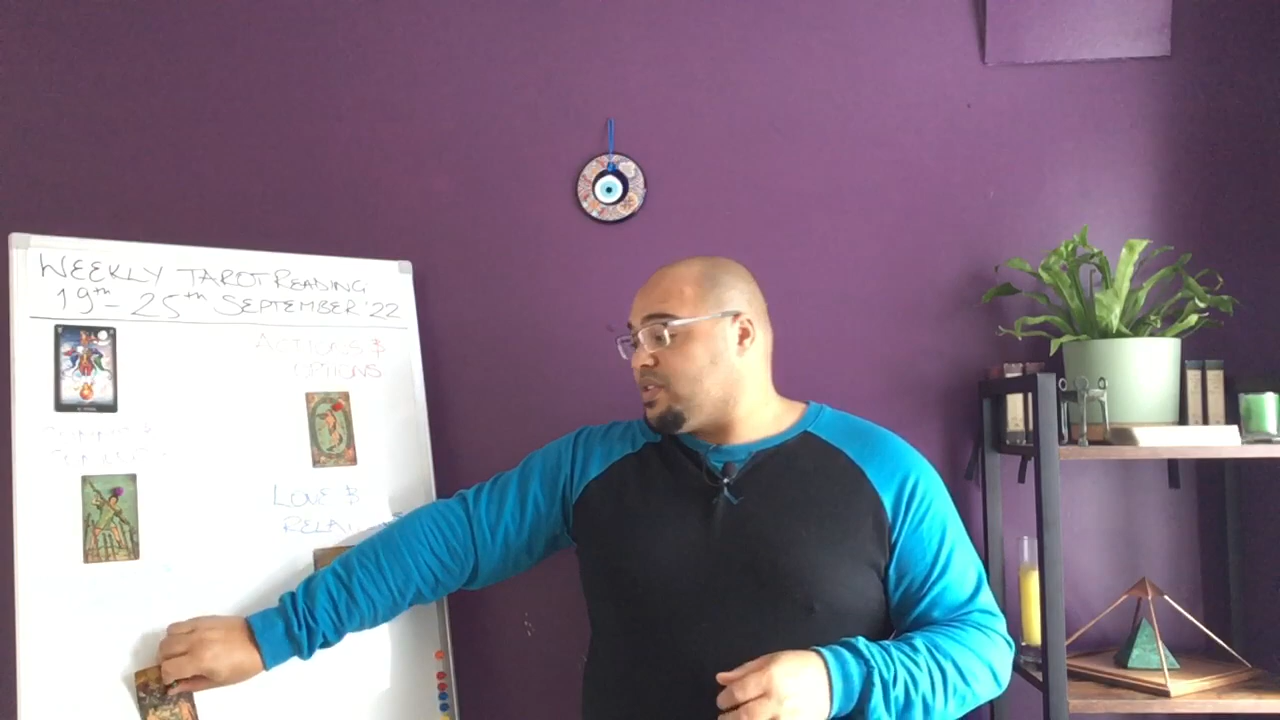 WEEKLY TAROT READING
19th - 25th SEPTEMBER '22
ACTIONS &
OPTIONS
LOVE &